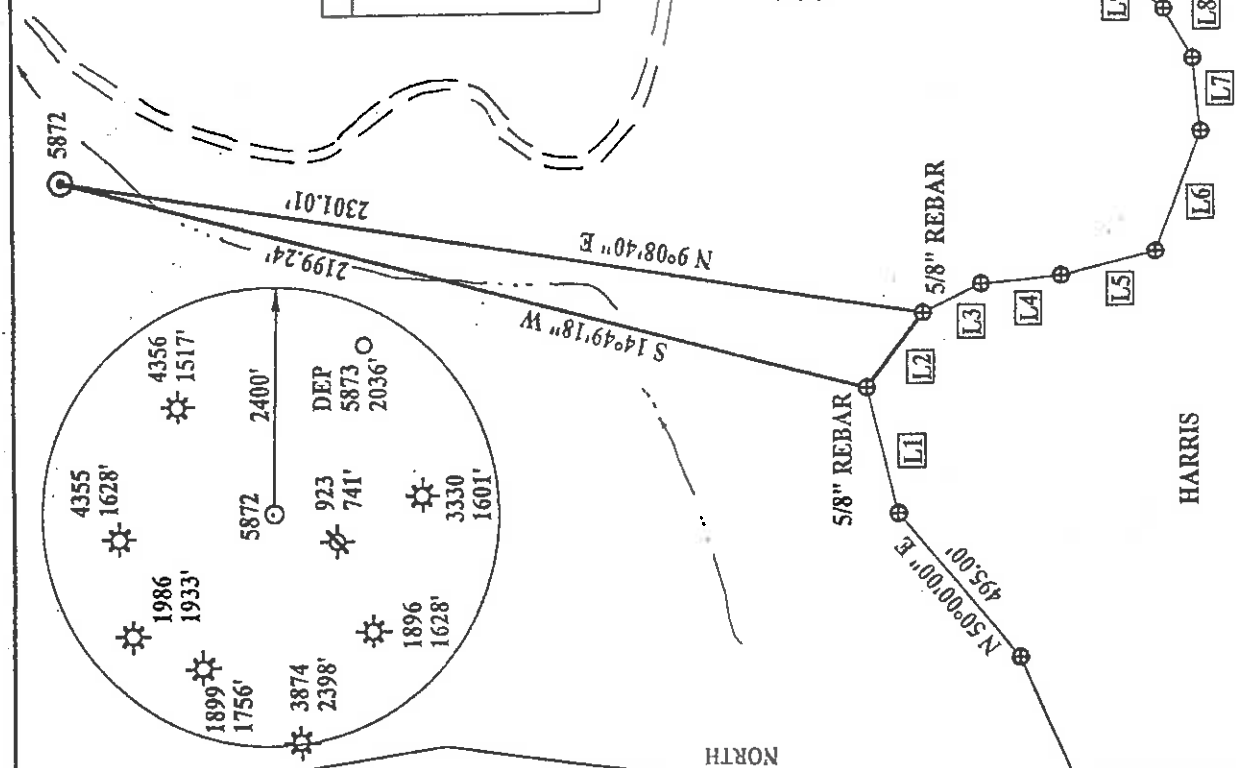 5872
2301.01'
2199.24'
N 9°08'40" E
S 14°49'18" W
4356
1517'
4355
1628'
2400'
5872
DEP
5873
2036'
923
741'
3330
1601'
1986
1933'
1896
1628'
1899
1756'
3874
2398'
5/8" REBAR
5/8" REBAR
L1
L2
L3
L4
L5
L6
L7
L8
N 50°00'00" E
495.00'
HARRIS
NORTH